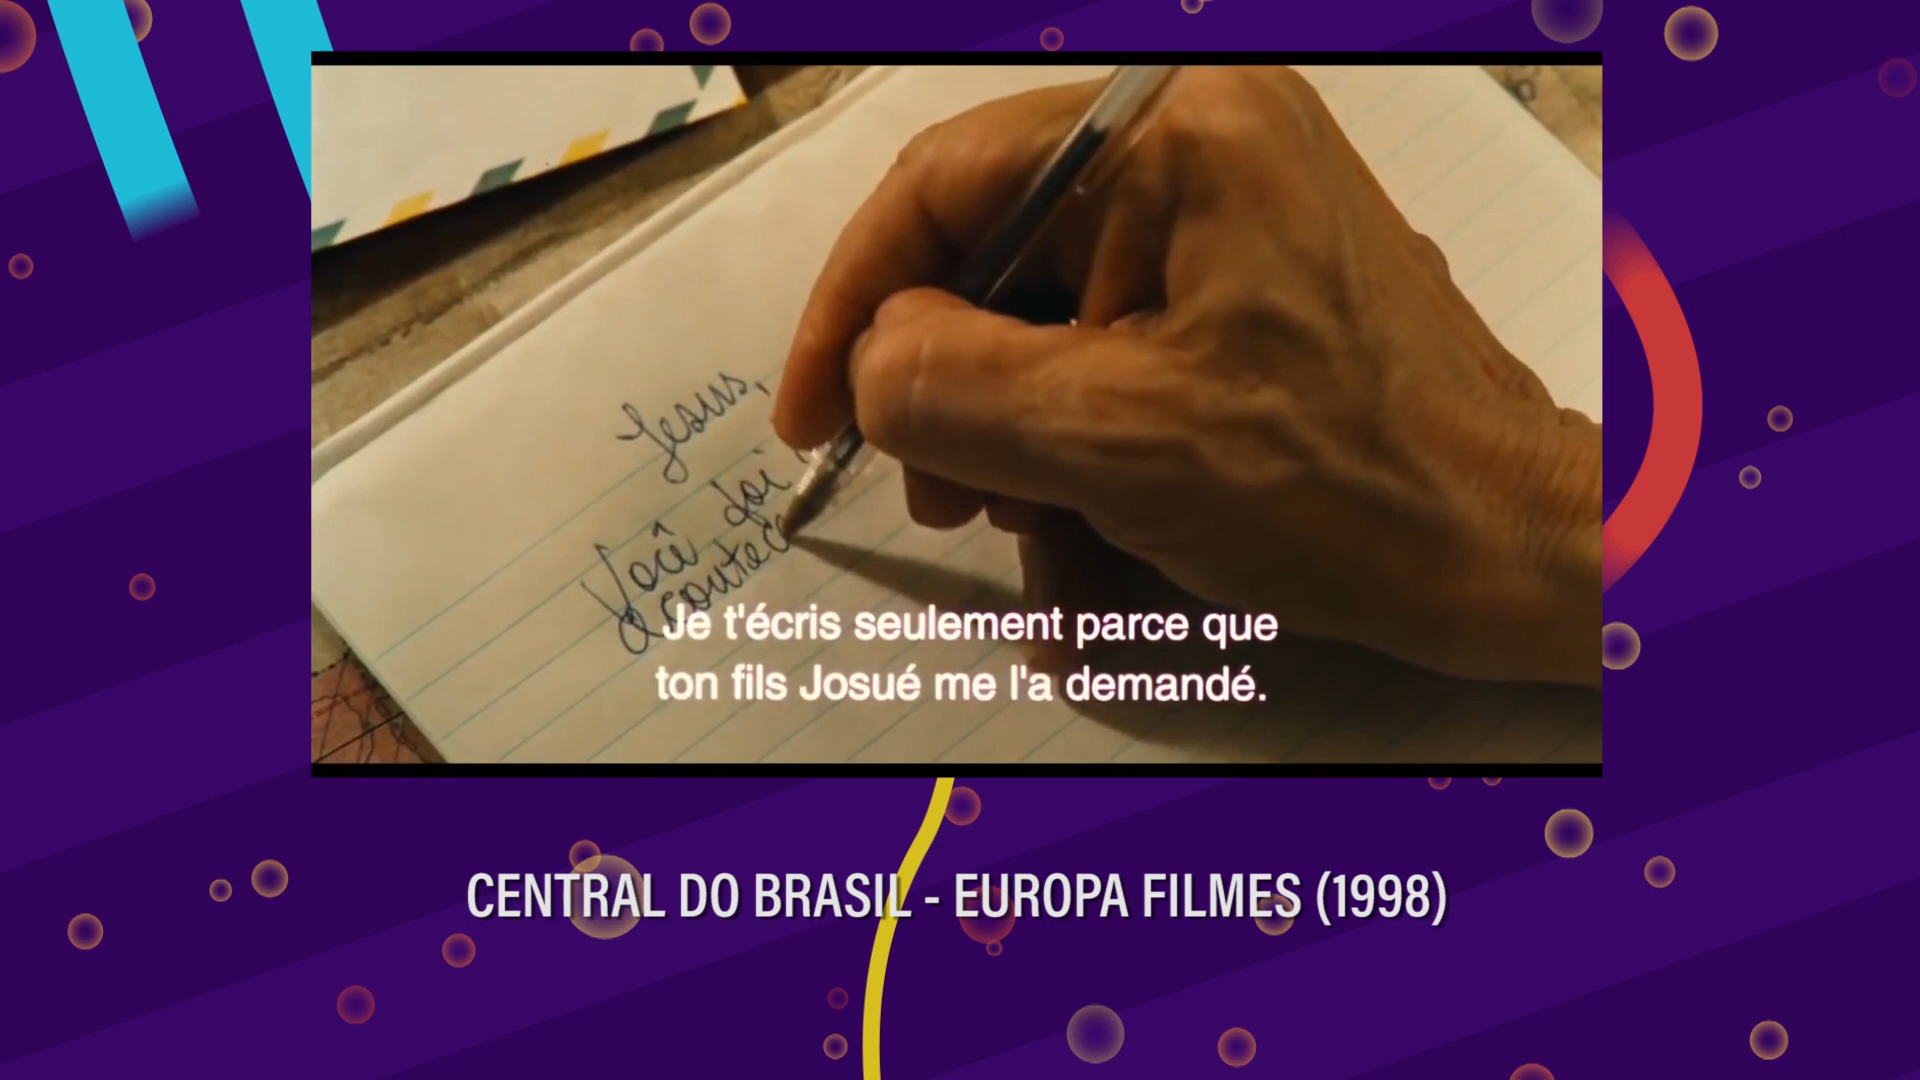 Jesus,
Você foi
acontece
Je t'écris seulement parce que
ton fils Josué me l'a demandé.
CENTRAL DO BRASIL - EUROPA FILMES (1998)